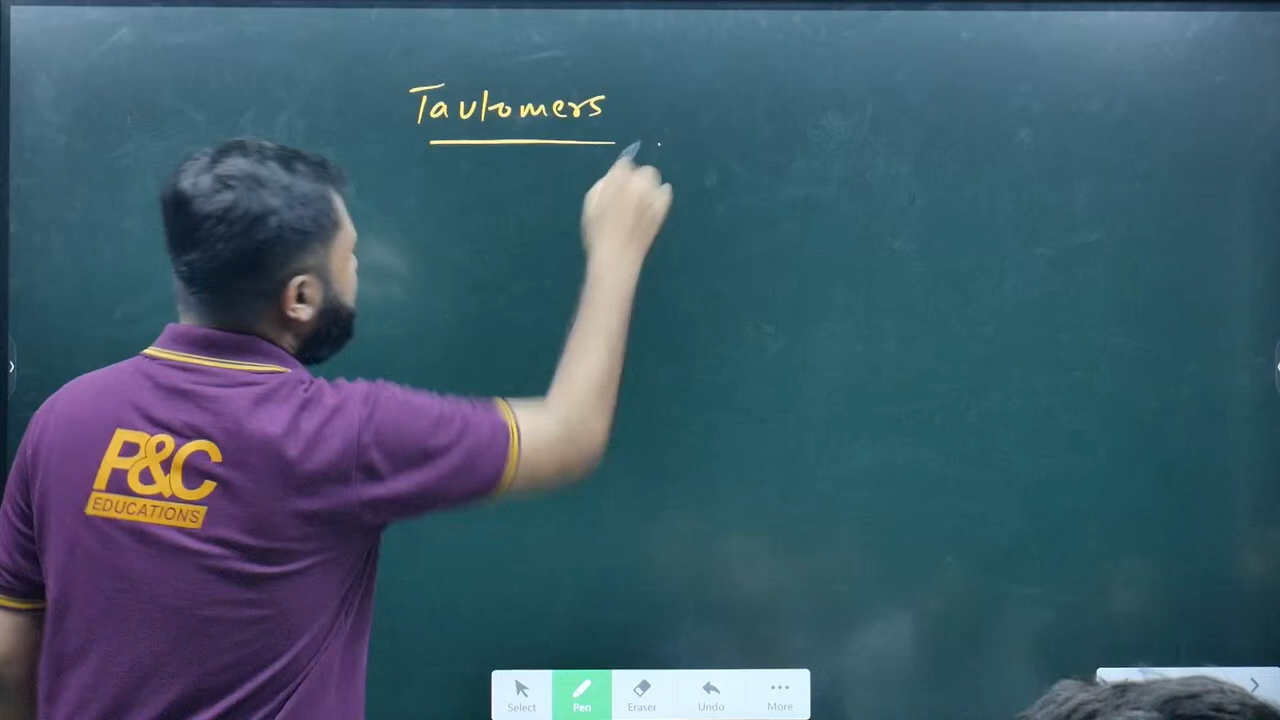 Tautomers
P&C
EDUCATIONS
Select
Pen
Eraser
Undo
More